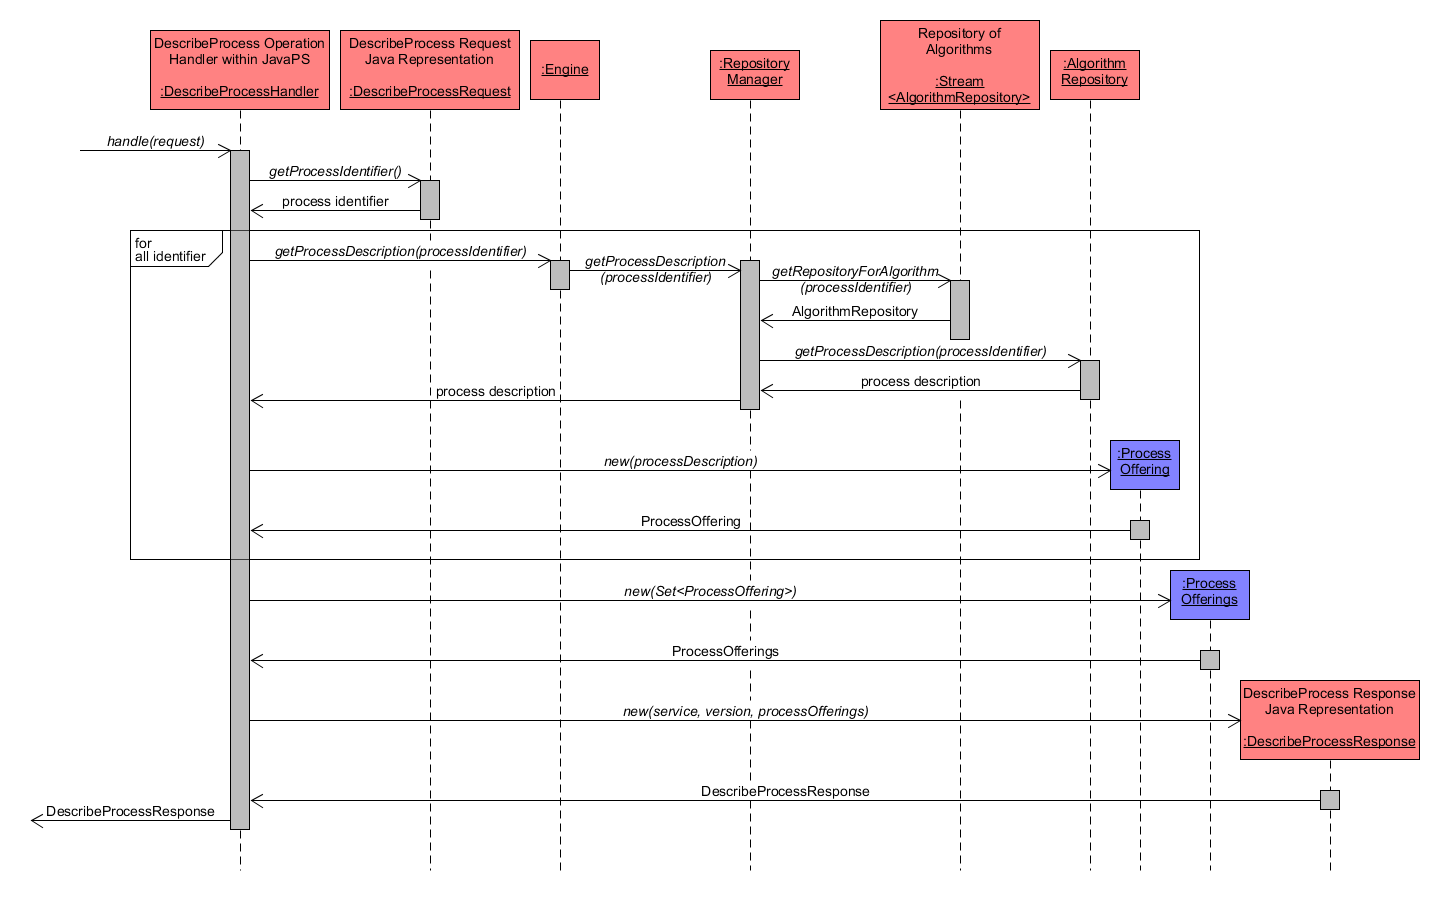 DescribeProcess Operation
Handler within JavaPS
:DescribeProcessHandler
DescribeProcess Request
Java Representation
:DescribeProcessRequest
:Engine
:Repository
Manager
Repository of
Algorithms
:Stream
<AlgorithmRepository>
:Algorithm
Repository
handle(request)
getProcessIdentifier()
process identifier
for
all identifier
getProcessDescription(processIdentifier)
getProcessDescription
(processIdentifier)
getRepositoryForAlgorithm
(processIdentifier)
AlgorithmRepository
getProcessDescription(processIdentifier)
process description
process description
:Process
Offering
new(processDescription)
ProcessOffering
:Process
Offerings
new(Set<ProcessOffering>)
ProcessOfferings
DescribeProcess Response
Java Representation
:DescribeProcessResponse
new(service, version, processOfferings)
DescribeProcessResponse
DescribeProcessResponse